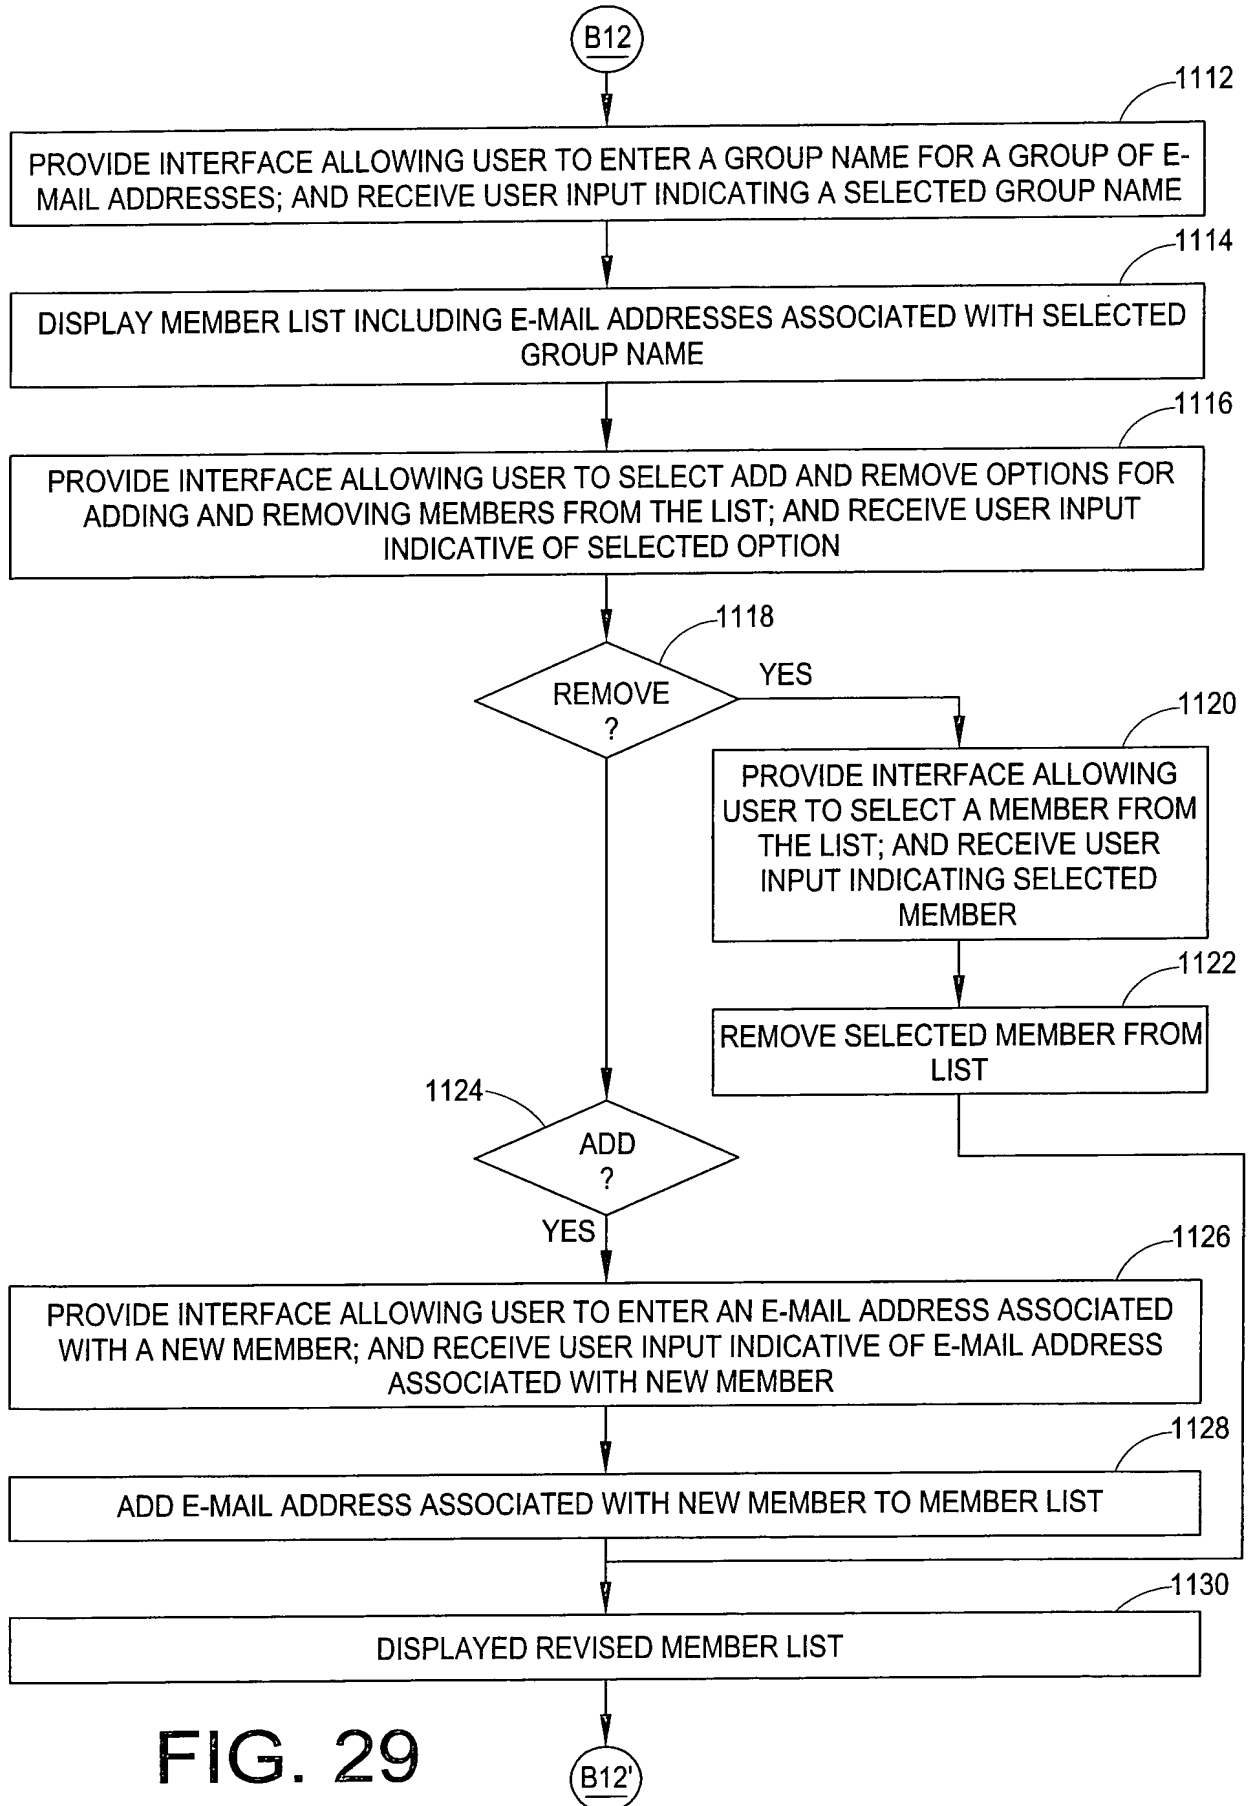 B12
1112
PROVIDE INTERFACE ALLOWING USER TO ENTER A GROUP NAME FOR A GROUP OF E-
MAIL ADDRESSES; AND RECEIVE USER INPUT INDICATING A SELECTED GROUP NAME
1114
DISPLAY MEMBER LIST INCLUDING E-MAIL ADDRESSES ASSOCIATED WITH SELECTED
GROUP NAME
1116
PROVIDE INTERFACE ALLOWING USER TO SELECT ADD AND REMOVE OPTIONS FOR
ADDING AND REMOVING MEMBERS FROM THE LIST; AND RECEIVE USER INPUT
INDICATIVE OF SELECTED OPTION
1118
REMOVE
?
YES
1120
PROVIDE INTERFACE ALLOWING
USER TO SELECT A MEMBER FROM
THE LIST; AND RECEIVE USER
INPUT INDICATING SELECTED
MEMBER
1122
REMOVE SELECTED MEMBER FROM
LIST
1124
ADD
?
YES
1126
PROVIDE INTERFACE ALLOWING USER TO ENTER AN E-MAIL ADDRESS ASSOCIATED
WITH A NEW MEMBER; AND RECEIVE USER INPUT INDICATIVE OF E-MAIL ADDRESS
ASSOCIATED WITH NEW MEMBER
1128
ADD E-MAIL ADDRESS ASSOCIATED WITH NEW MEMBER TO MEMBER LIST
1130
DISPLAYED REVISED MEMBER LIST
FIG. 29
B12'